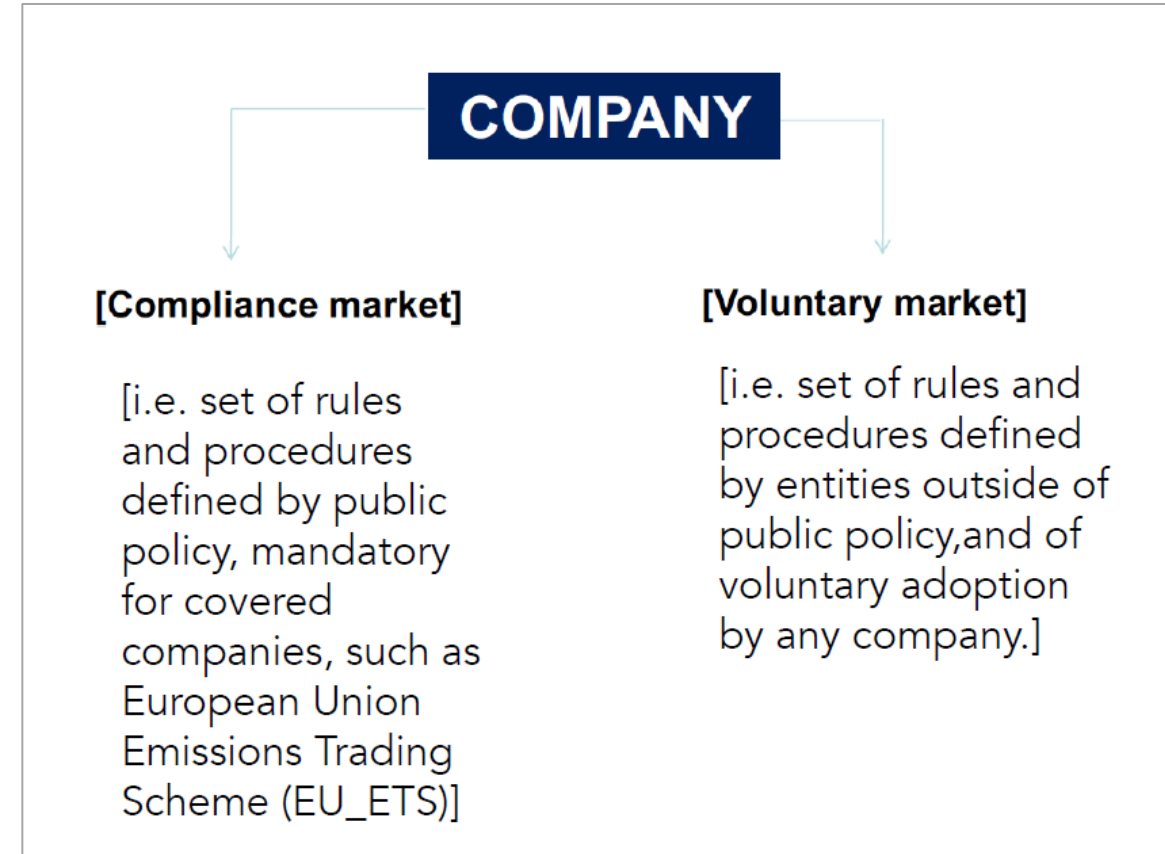 COMPANY
[Compliance market]
[i.e. set of rules
and procedures
defined by public
policy, mandatory
for covered
companies, such as
European Union
Emissions Trading
Scheme (EU_ETS)]
[Voluntary market]
[i.e. set of rules and
procedures defined
by entities outside of
public policy,and of
voluntary adoption
by any company.]